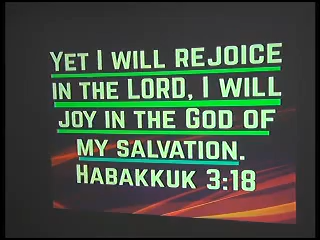 Yet I will rejoice
in the LORD, I will
joy in the God of
my salvation.
Habakkuk 3:18